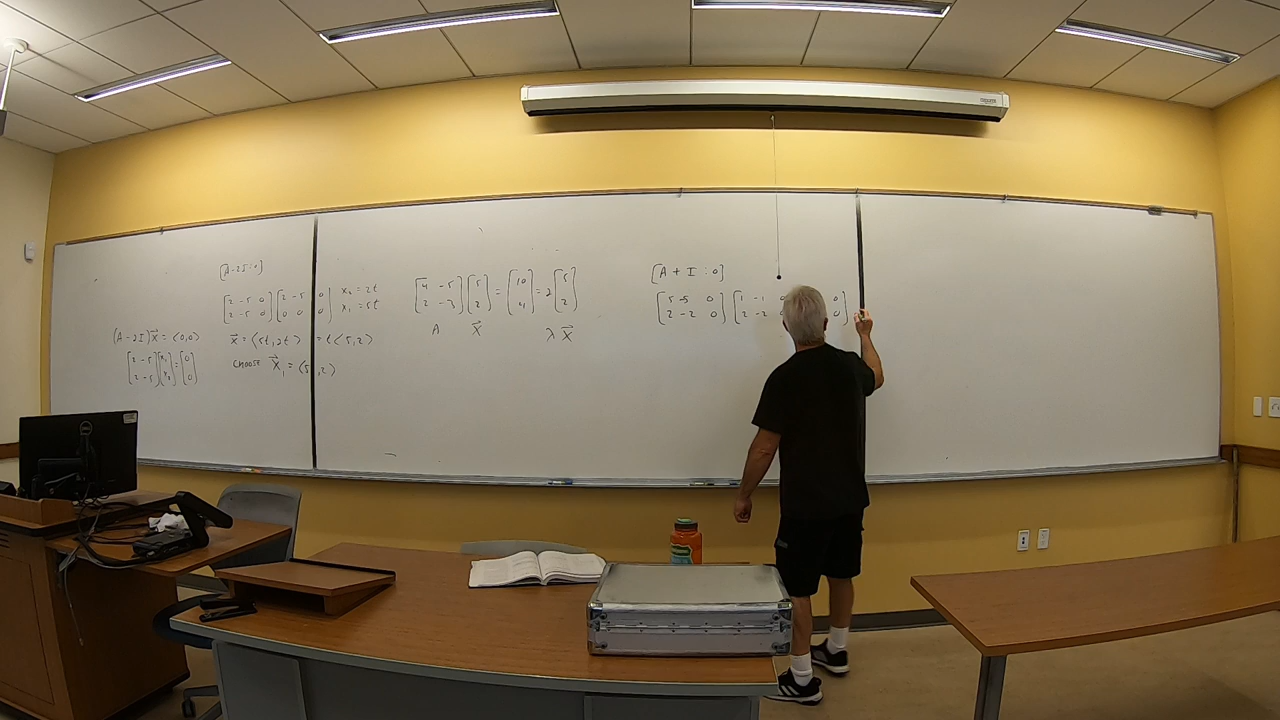 [A-2I:0]
[2 -5 0] [2 -5 0] x₂ = 2t
[2 -5 0] [0 0 0] x₁ = 5t
(A-2I)x⃗ = (0,0)
x⃗ = (5t,2t) = t(5,2)
[2 -5] [x₁] = [0]
[2 -5] [x₂] [0]
choose x⃗₁ = (5,2)
[4 -5] [5] = [10] = 2 [5]
[2 -3] [2] [4] [2]
A x⃗ λ x⃗
[A + I : 0]
[5 -5 0] [1 -1 0 0]
[2 -2 0] [2 -2 0]